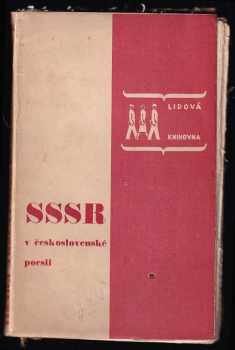 LIDOVÁ
KNIHOVNA
SSSR
v československé
poesii